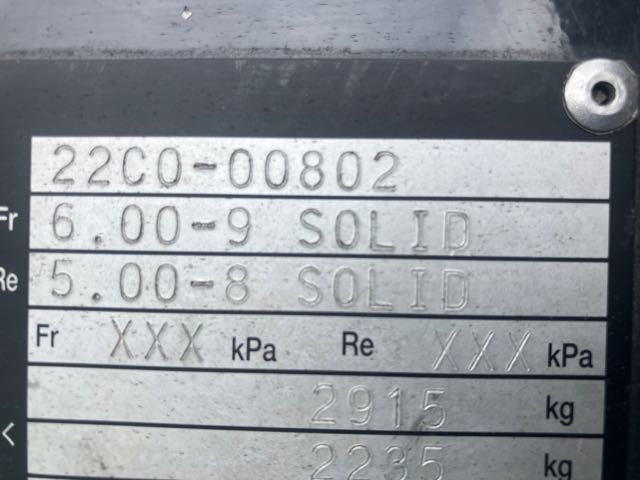 22C0-00802
Fr 6.00-9 SOLID
Re 5.00-8 SOLID
Fr XXX kPa Re XXX kPa
2915 kg
< 2235 kg